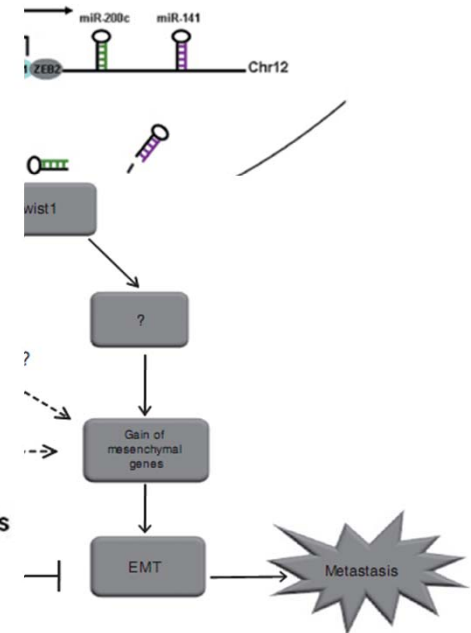 miR-200c miR-141
ZEB2
Chr12
wist1
?
?
Gain of
mesenchymal
genes
s
EMT
Metastasis